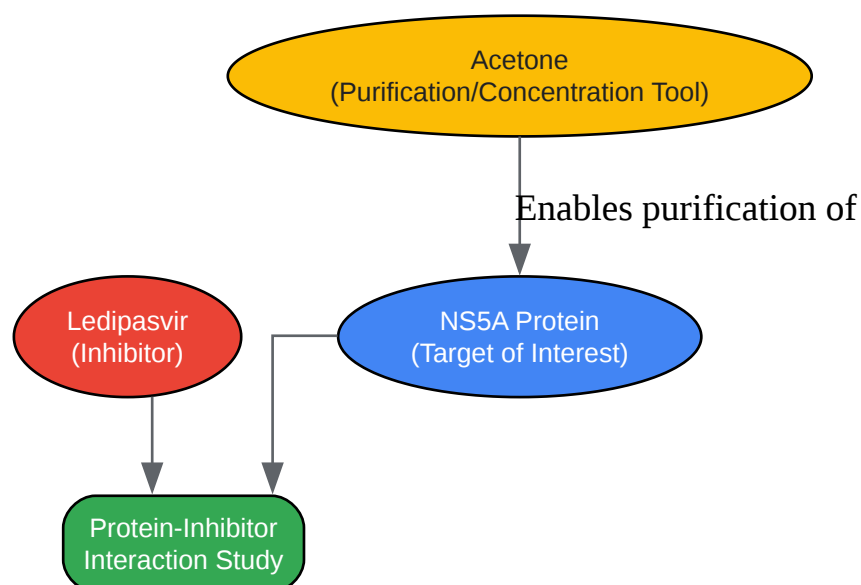 Acetone
(Purification/Concentration Tool)
Enables purification of
Ledipasvir
(Inhibitor)
NS5A Protein
(Target of Interest)
Protein-Inhibitor
Interaction Study